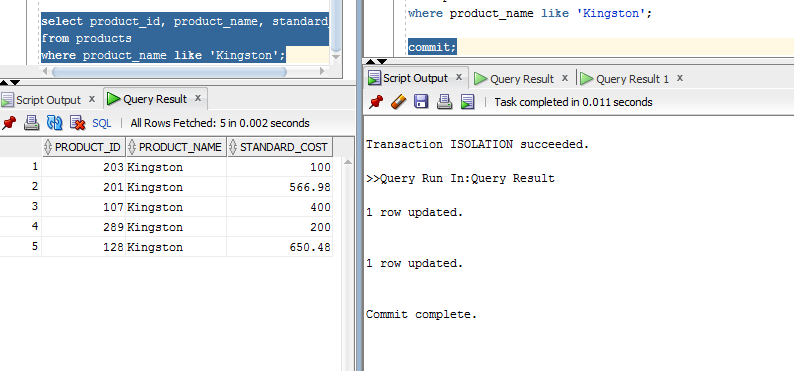 select product_id, product_name, standard_
from products
where product_name like 'Kingston';
Script Output x Query Result x
SQL | All Rows Fetched: 5 in 0.002 seconds
PRODUCT_ID PRODUCT_NAME STANDARD_COST
1 203 Kingston 100
2 201 Kingston 566.98
3 107 Kingston 400
4 289 Kingston 200
5 128 Kingston 650.48
where product_name like 'Kingston';
commit;
Script Output x Query Result x Query Result 1 x
Task completed in 0.011 seconds
Transaction ISOLATION succeeded.
>>Query Run In:Query Result
1 row updated.
1 row updated.
Commit complete.